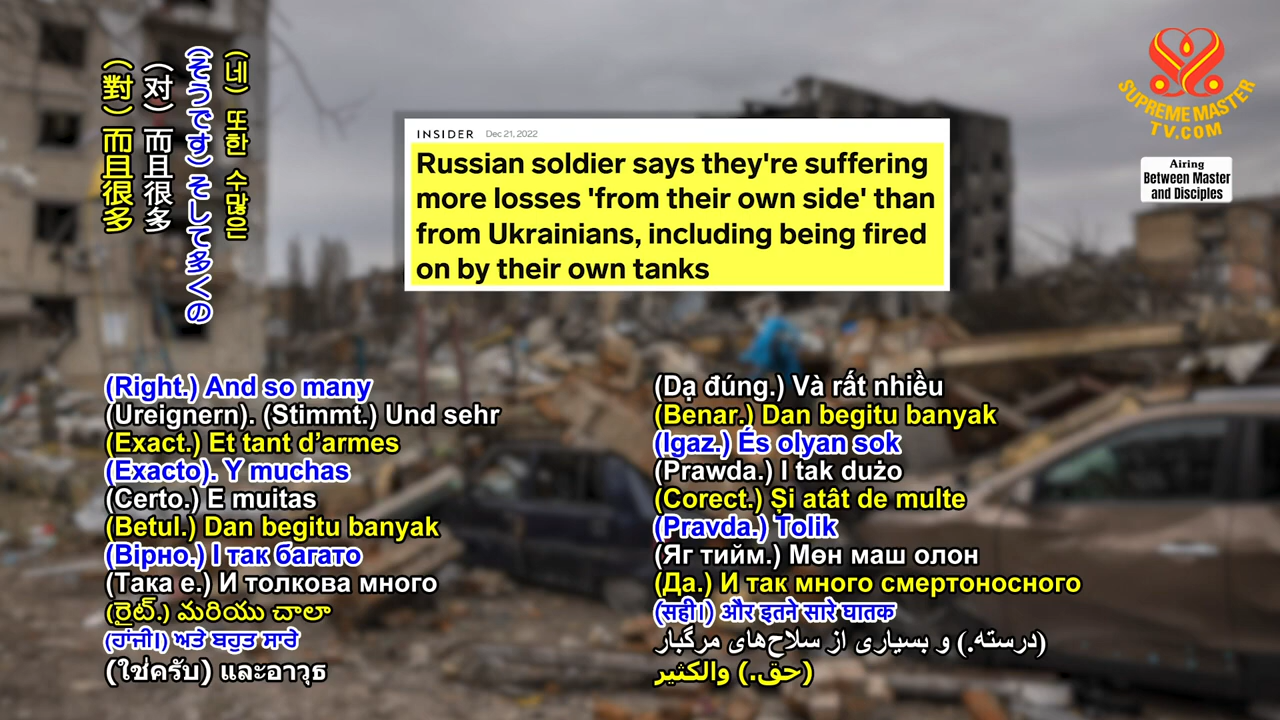 (네) 또한 수많은
(そうです) そして多くの
(对) 而且很多
(對) 而且很多
INSIDER Dec 21, 2022
Russian soldier says they're suffering
more losses 'from their own side' than
from Ukrainians, including being fired
on by their own tanks
SUPREME MASTER
TV.COM
Airing
Between Master
and Disciples
(Right.) And so many
(Ureignern). (Stimmt.) Und sehr
(Exact.) Et tant d’armes
(Exacto). Y muchas
(Certo.) E muitas
(Betul.) Dan begitu banyak
(Вірно.) І так багато
(Така е.) И толкова много
(రైట్.) మరియు చాలా
(ਹਾਂਜੀ।) ਅਤੇ ਬਹੁਤ ਸਾਰੇ
(ใช่ครับ) และอาวุธ
(Dạ đúng.) Và rất nhiều
(Benar.) Dan begitu banyak
(Igaz.) És olyan sok
(Prawda.) I tak dużo
(Corect.) Și atât de multe
(Pravda.) Tolik
(Яг тийм.) Мөн маш олон
(Да.) И так много смертоносного
(सही।) और इतने सारे घातक
(درسته.) و بسیاری از سلاح‌های مرگبار
(حق.) والكثير